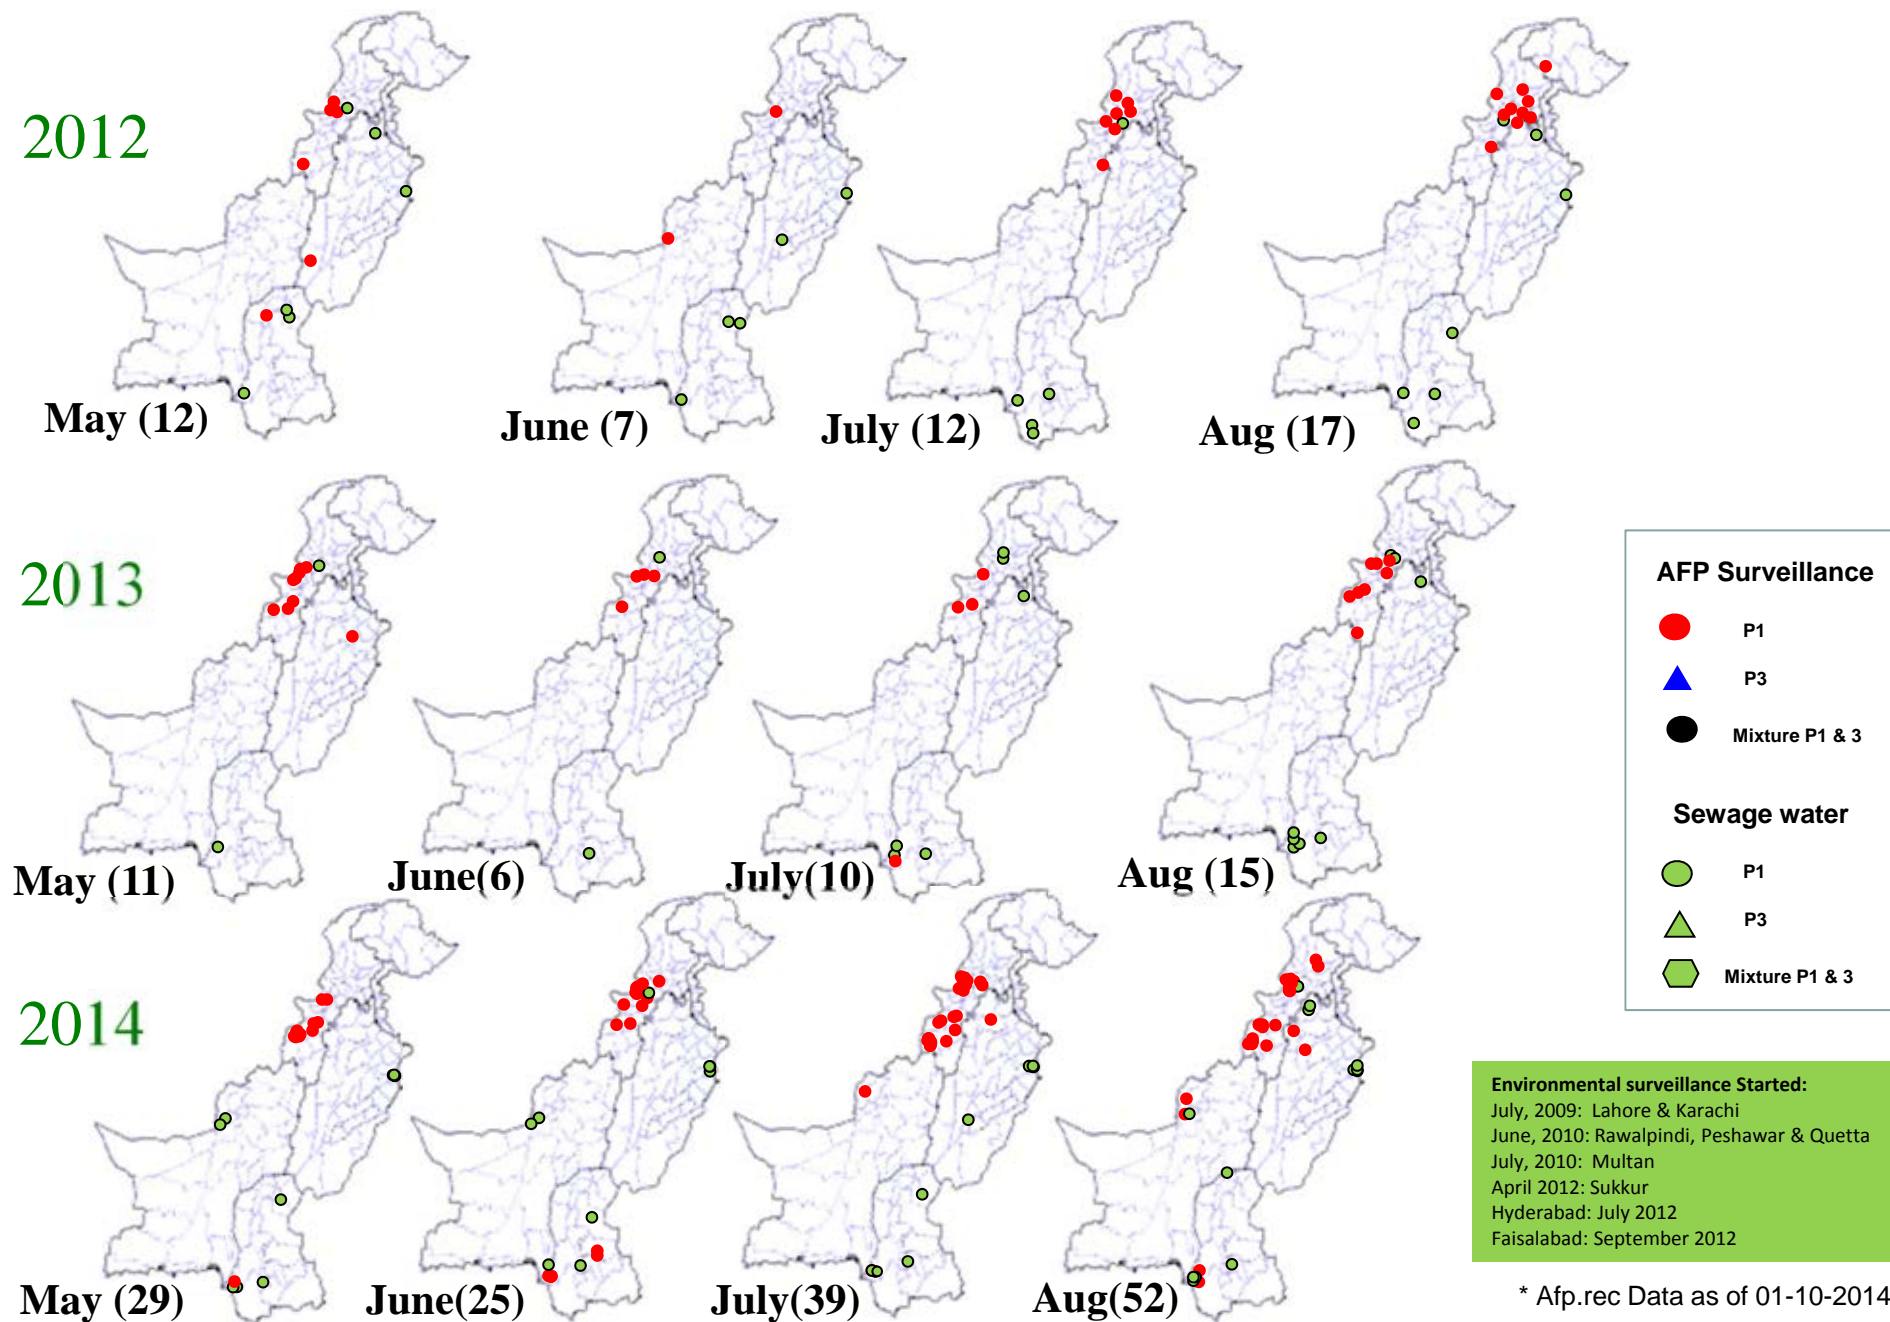 2012
May (12)
June (7)
July (12)
Aug (17)
2013
May (11)
June(6)
July(10)
Aug (15)
2014
May (29)
June(25)
July(39)
Aug(52)
AFP Surveillance
P1
P3
Mixture P1 & 3
Sewage water
P1
P3
Mixture P1 & 3
Environmental surveillance Started:
July, 2009: Lahore & Karachi
June, 2010: Rawalpindi, Peshawar & Quetta
July, 2010: Multan
April 2012: Sukkur
Hyderabad: July 2012
Faisalabad: September 2012
* Afp.rec Data as of 01-10-2014